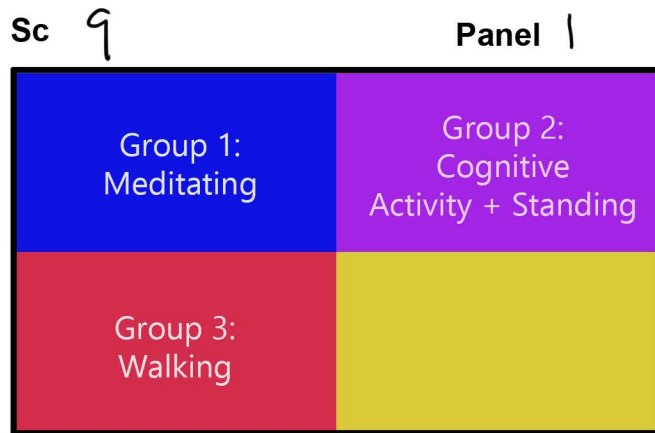 Sc 9 Panel 1
Group 1:
Meditating
Group 2:
Cognitive
Activity + Standing
Group 3:
Walking